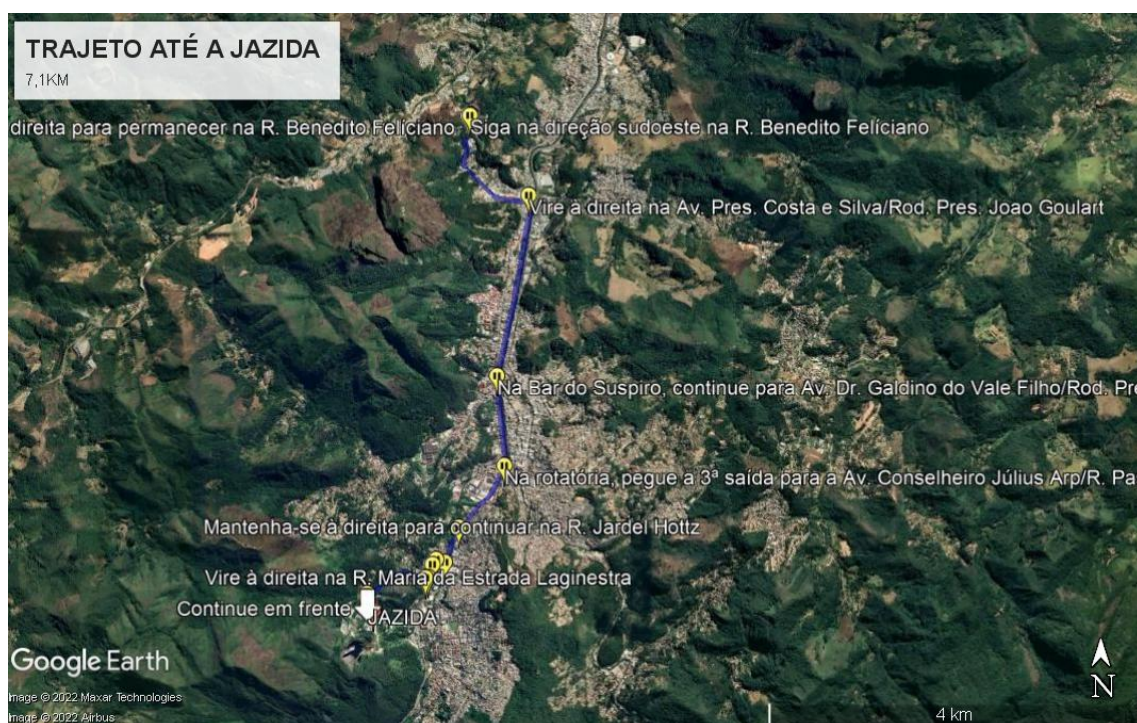 TRAJETO ATÉ A JAZIDA
7,1KM
direita para permanecer na R. Benedito Felíciano
Siga na direção sudoeste na R. Benedito Felíciano
Vire à direita na Av. Pres. Costa e Silva/Rod. Pres. Joao Goulart
Na Bar do Suspiro, continue para Av. Dr. Galdino do Vale Filho/Rod. Pre
Na rotatória, pegue a 3ª saída para a Av. Conselheiro Július Arp/R. Pa
Mantenha-se à direita para continuar na R. Jardel Hottz
Vire à direita na R. Maria da Estrada Laginestra
Continue em frente
JAZIDA
Google Earth
Image © 2022 Maxar Technologies
Image © 2022 Airbus
4 km
N